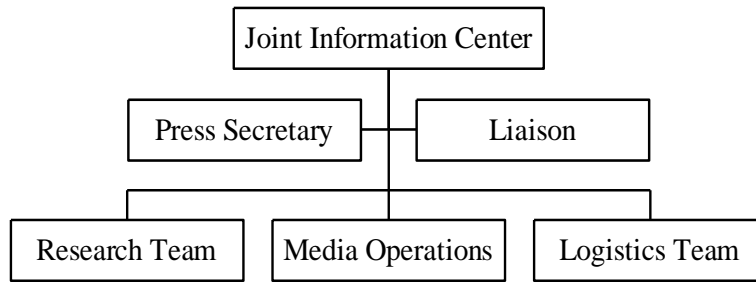 Joint Information Center
Press Secretary
Liaison
Research Team
Media Operations
Logistics Team